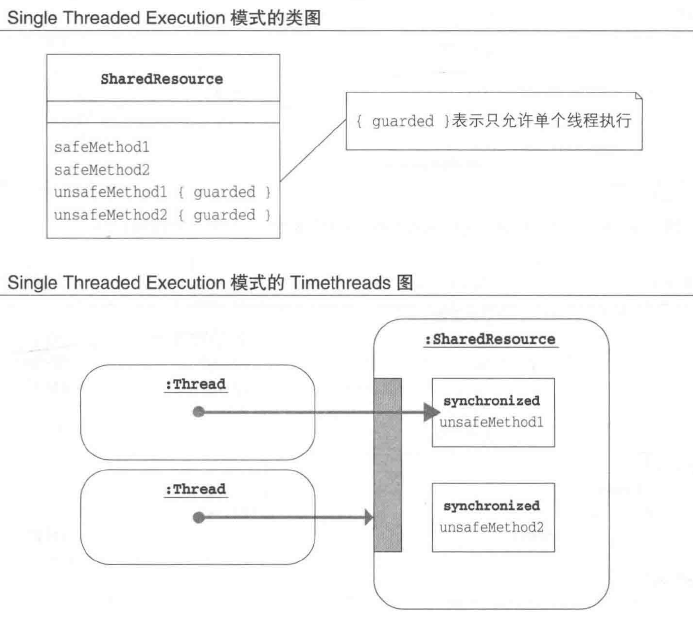 Single Threaded Execution 模式的类图
SharedResource
{ guarded }表示只允许单个线程执行
safeMethod1
safeMethod2
unsafeMethod1 { guarded }
unsafeMethod2 { guarded }
Single Threaded Execution 模式的 Timethreads 图
:SharedResource
:Thread
synchronized
unsafeMethod1
:Thread
synchronized
unsafeMethod2